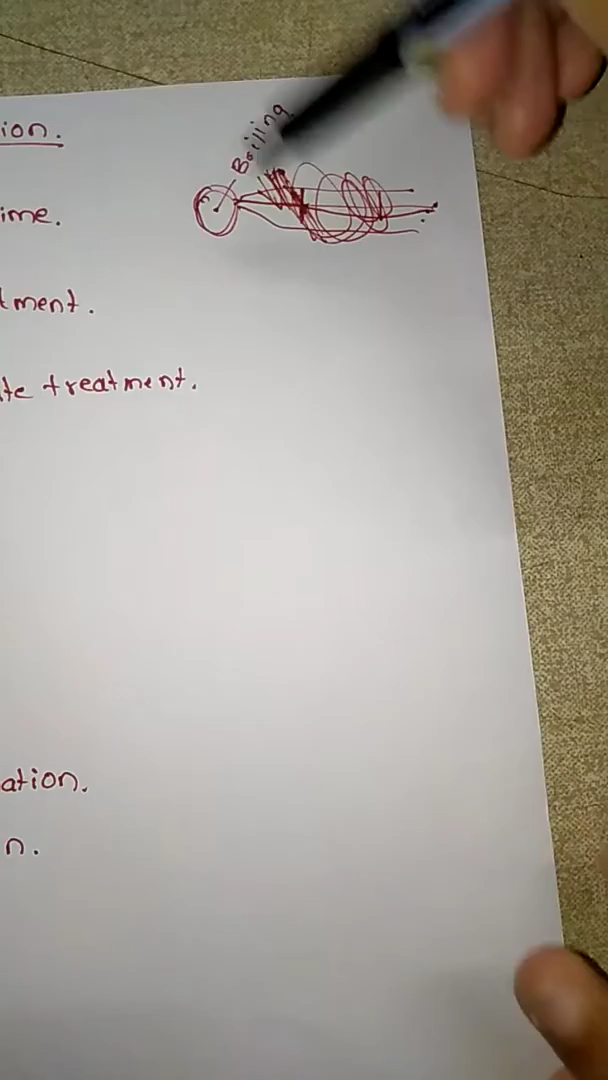 ion.
Boiling
ime.
tment.
te treatment.
ation.
n.